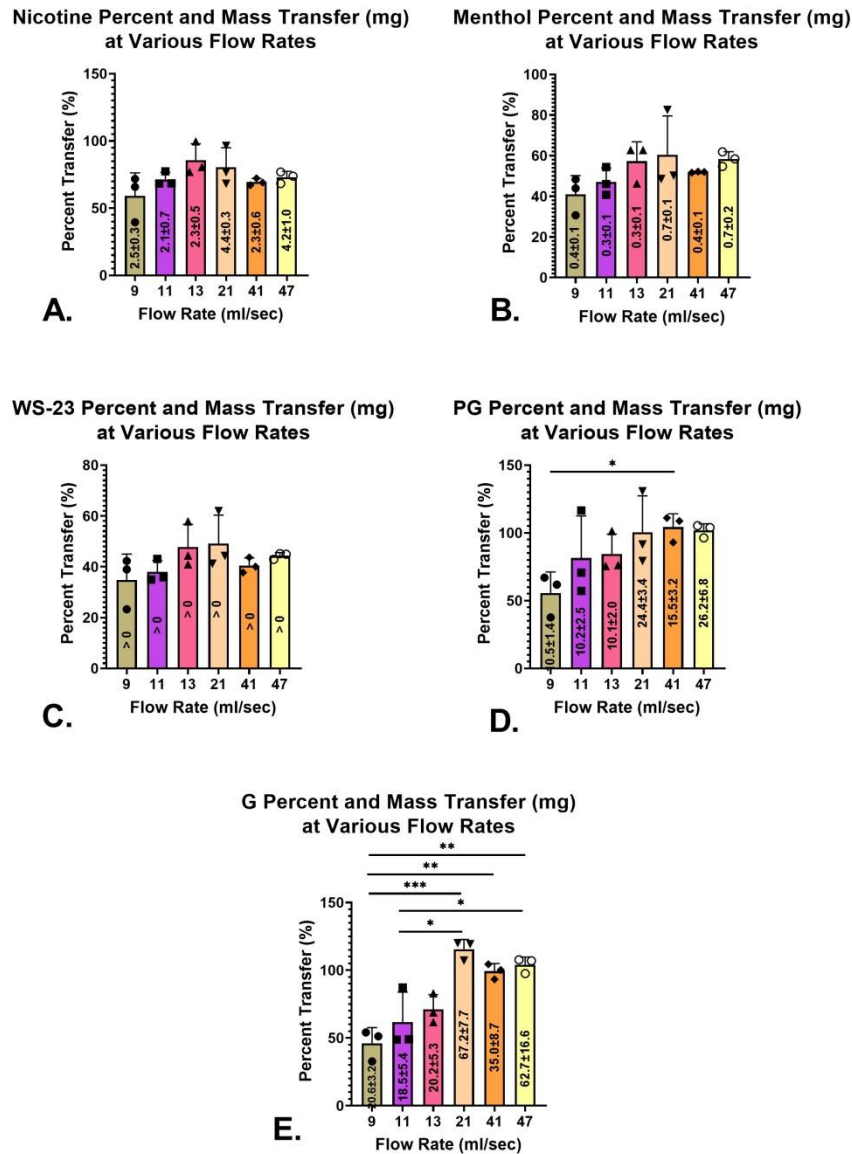 Nicotine Percent and Mass Transfer (mg)
at Various Flow Rates
Percent Transfer (%)
150
100
50
0
2.5±0.3
2.1±0.7
2.3±0.5
4.4±0.3
2.3±0.6
4.2±1.0
9 11 13 21 41 47
Flow Rate (ml/sec)
A.
Menthol Percent and Mass Transfer (mg)
at Various Flow Rates
Percent Transfer (%)
100
80
60
40
20
0
0.4±0.1
0.3±0.1
0.3±0.1
0.7±0.1
0.4±0.1
0.7±0.2
9 11 13 21 41 47
Flow Rate (ml/sec)
B.
WS-23 Percent and Mass Transfer (mg)
at Various Flow Rates
Percent Transfer (%)
80
60
40
20
0
^ 0
^ 0
^ 0
^ 0
^ 0
^ 0
9 11 13 21 41 47
Flow Rate (ml/sec)
C.
PG Percent and Mass Transfer (mg)
at Various Flow Rates
*
Percent Transfer (%)
150
100
50
0
0.5±1.4
10.2±2.5
10.1±2.0
24.4±3.4
15.5±3.2
26.2±6.8
9 11 13 21 41 47
Flow Rate (ml/sec)
D.
G Percent and Mass Transfer (mg)
at Various Flow Rates
**
**
***
*
*
Percent Transfer (%)
150
100
50
0
20.6±3.2
18.5±5.4
20.2±5.3
67.2±7.7
35.0±8.7
62.7±16.6
9 11 13 21 41 47
Flow Rate (ml/sec)
E.